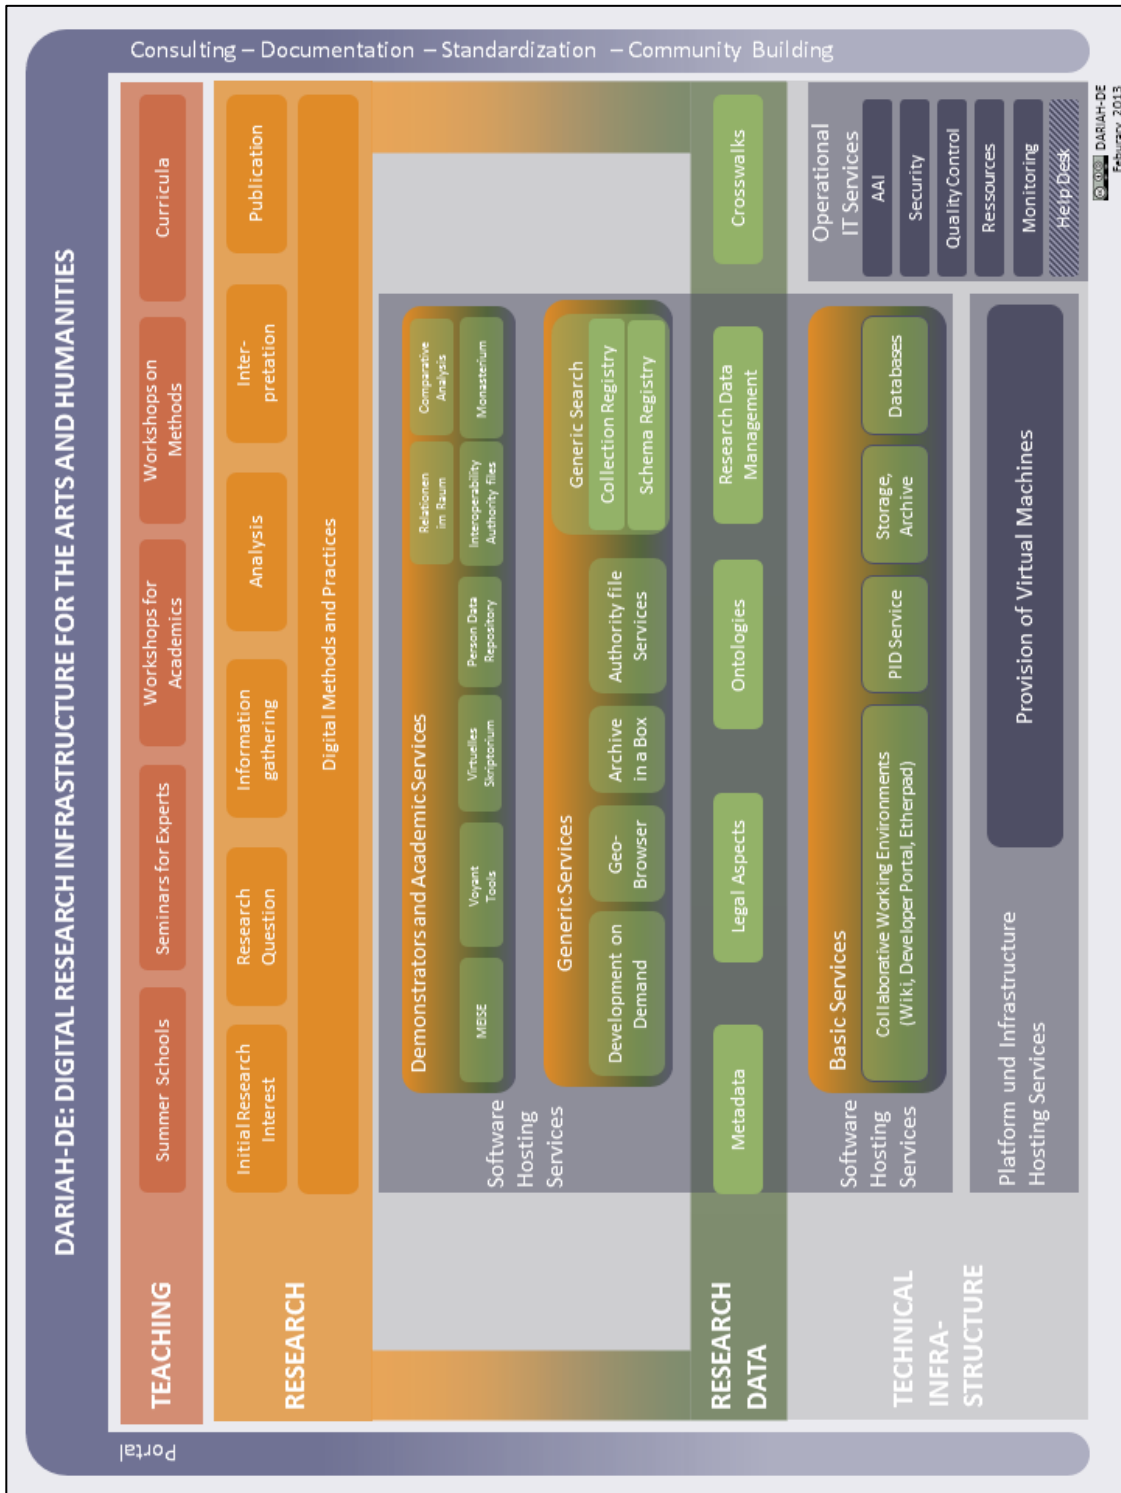 DARIAH-DE: DIGITAL RESEARCH INFRASTRUCTURE FOR THE ARTS AND HUMANITIES
Portal
Consulting – Documentation – Standardization – Community Building
TEACHING
Summer Schools
Seminars for Experts
Workshops for
Academics
Workshops on
Methods
Curricula
RESEARCH
Initial Research
Interest
Research
Question
Information
gathering
Analysis
Inter-
pretation
Publication
Digital Methods and Practices
Software
Hosting
Services
Demonstrators and Academic Services
Relationen
im Raum
Comparative
Analysis
MEISE
Voyant
Tools
Virtuelles
Skriptorium
Person Data
Repository
Interoperability
Authority files
Monasterium
Generic Services
Development on
Demand
Geo-
Browser
Archive
in a Box
Authority file
Services
Generic Search
Collection Registry
Schema Registry
RESEARCH
DATA
Metadata
Legal Aspects
Ontologies
Research Data
Management
Crosswalks
TECHNICAL
INFRA-
STRUCTURE
Software
Hosting
Services
Basic Services
Collaborative Working Environments
(Wiki, Developer Portal, Etherpad)
PID Service
Storage,
Archive
Databases
Platform und Infrastructure
Hosting Services
Provision of Virtual Machines
Operational
IT Services
AAI
Security
Quality Control
Ressources
Monitoring
Help Desk
DARIAH-DE
Feburary, 2013